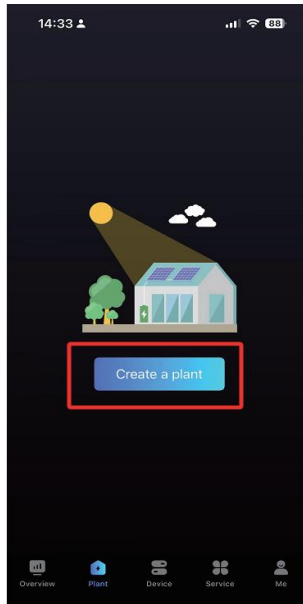 14:33
88
Create a plant
Overview
Plant
Device
Service
Me